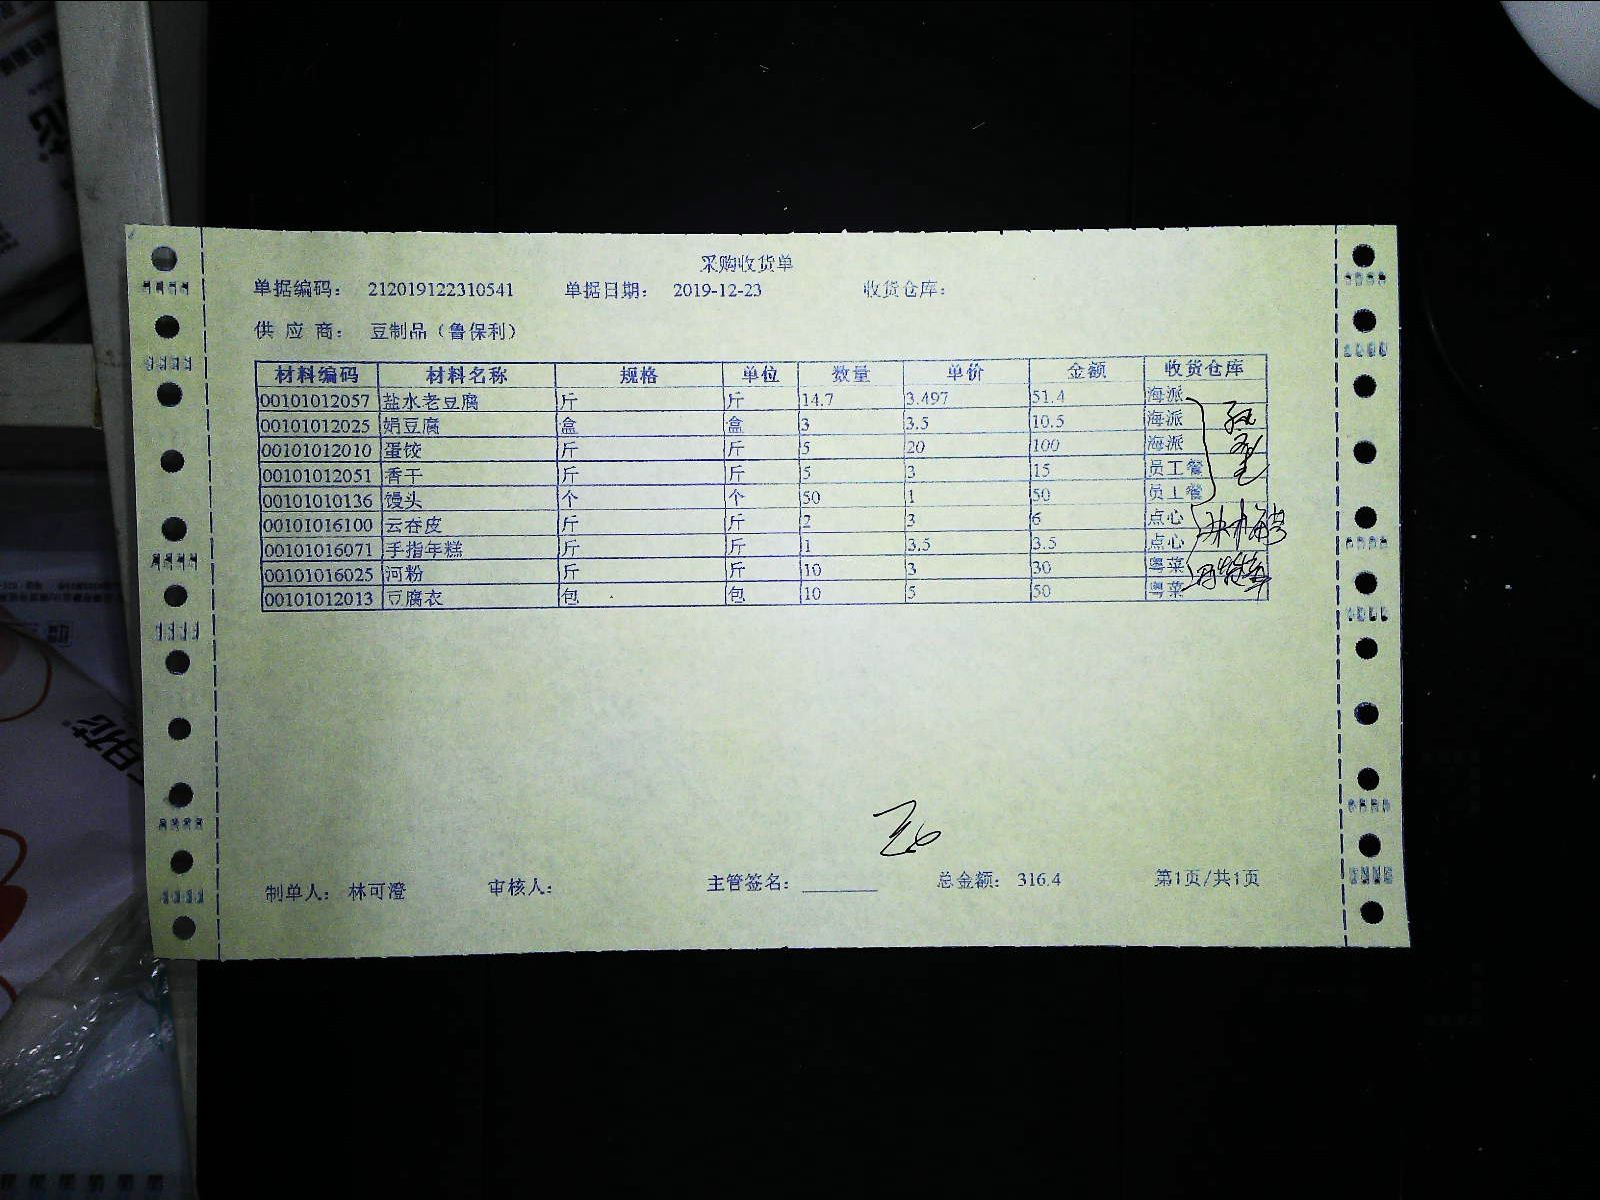 采购收货单
单据编码： 212019122310541 单据日期： 2019-12-23 收货仓库：
供 应 商： 豆制品（鲁保利）
材料编码 材料名称 规格 单位 数量 单价 金额 收货仓库
00101012057 盐水老豆腐 斤 斤 14.7 3.497 51.4 海派
00101012025 娟豆腐 盒 盒 3 3.5 10.5 海派
00101012010 蛋饺 斤 斤 5 20 100 海派
00101012051 香干 斤 斤 5 3 15 员工餐
00101010136 馒头 个 个 50 1 50 员工餐
00101016100 云吞皮 斤 斤 2 3 6 点心
00101016071 手指年糕 斤 斤 1 3.5 3.5 点心
00101016025 河粉 斤 斤 10 3 30 粤菜
00101012013 豆腐衣 包 包 10 5 50 粤菜
制单人： 林可澄 审核人： 主管签名： 总金额： 316.4 第1页/共1页